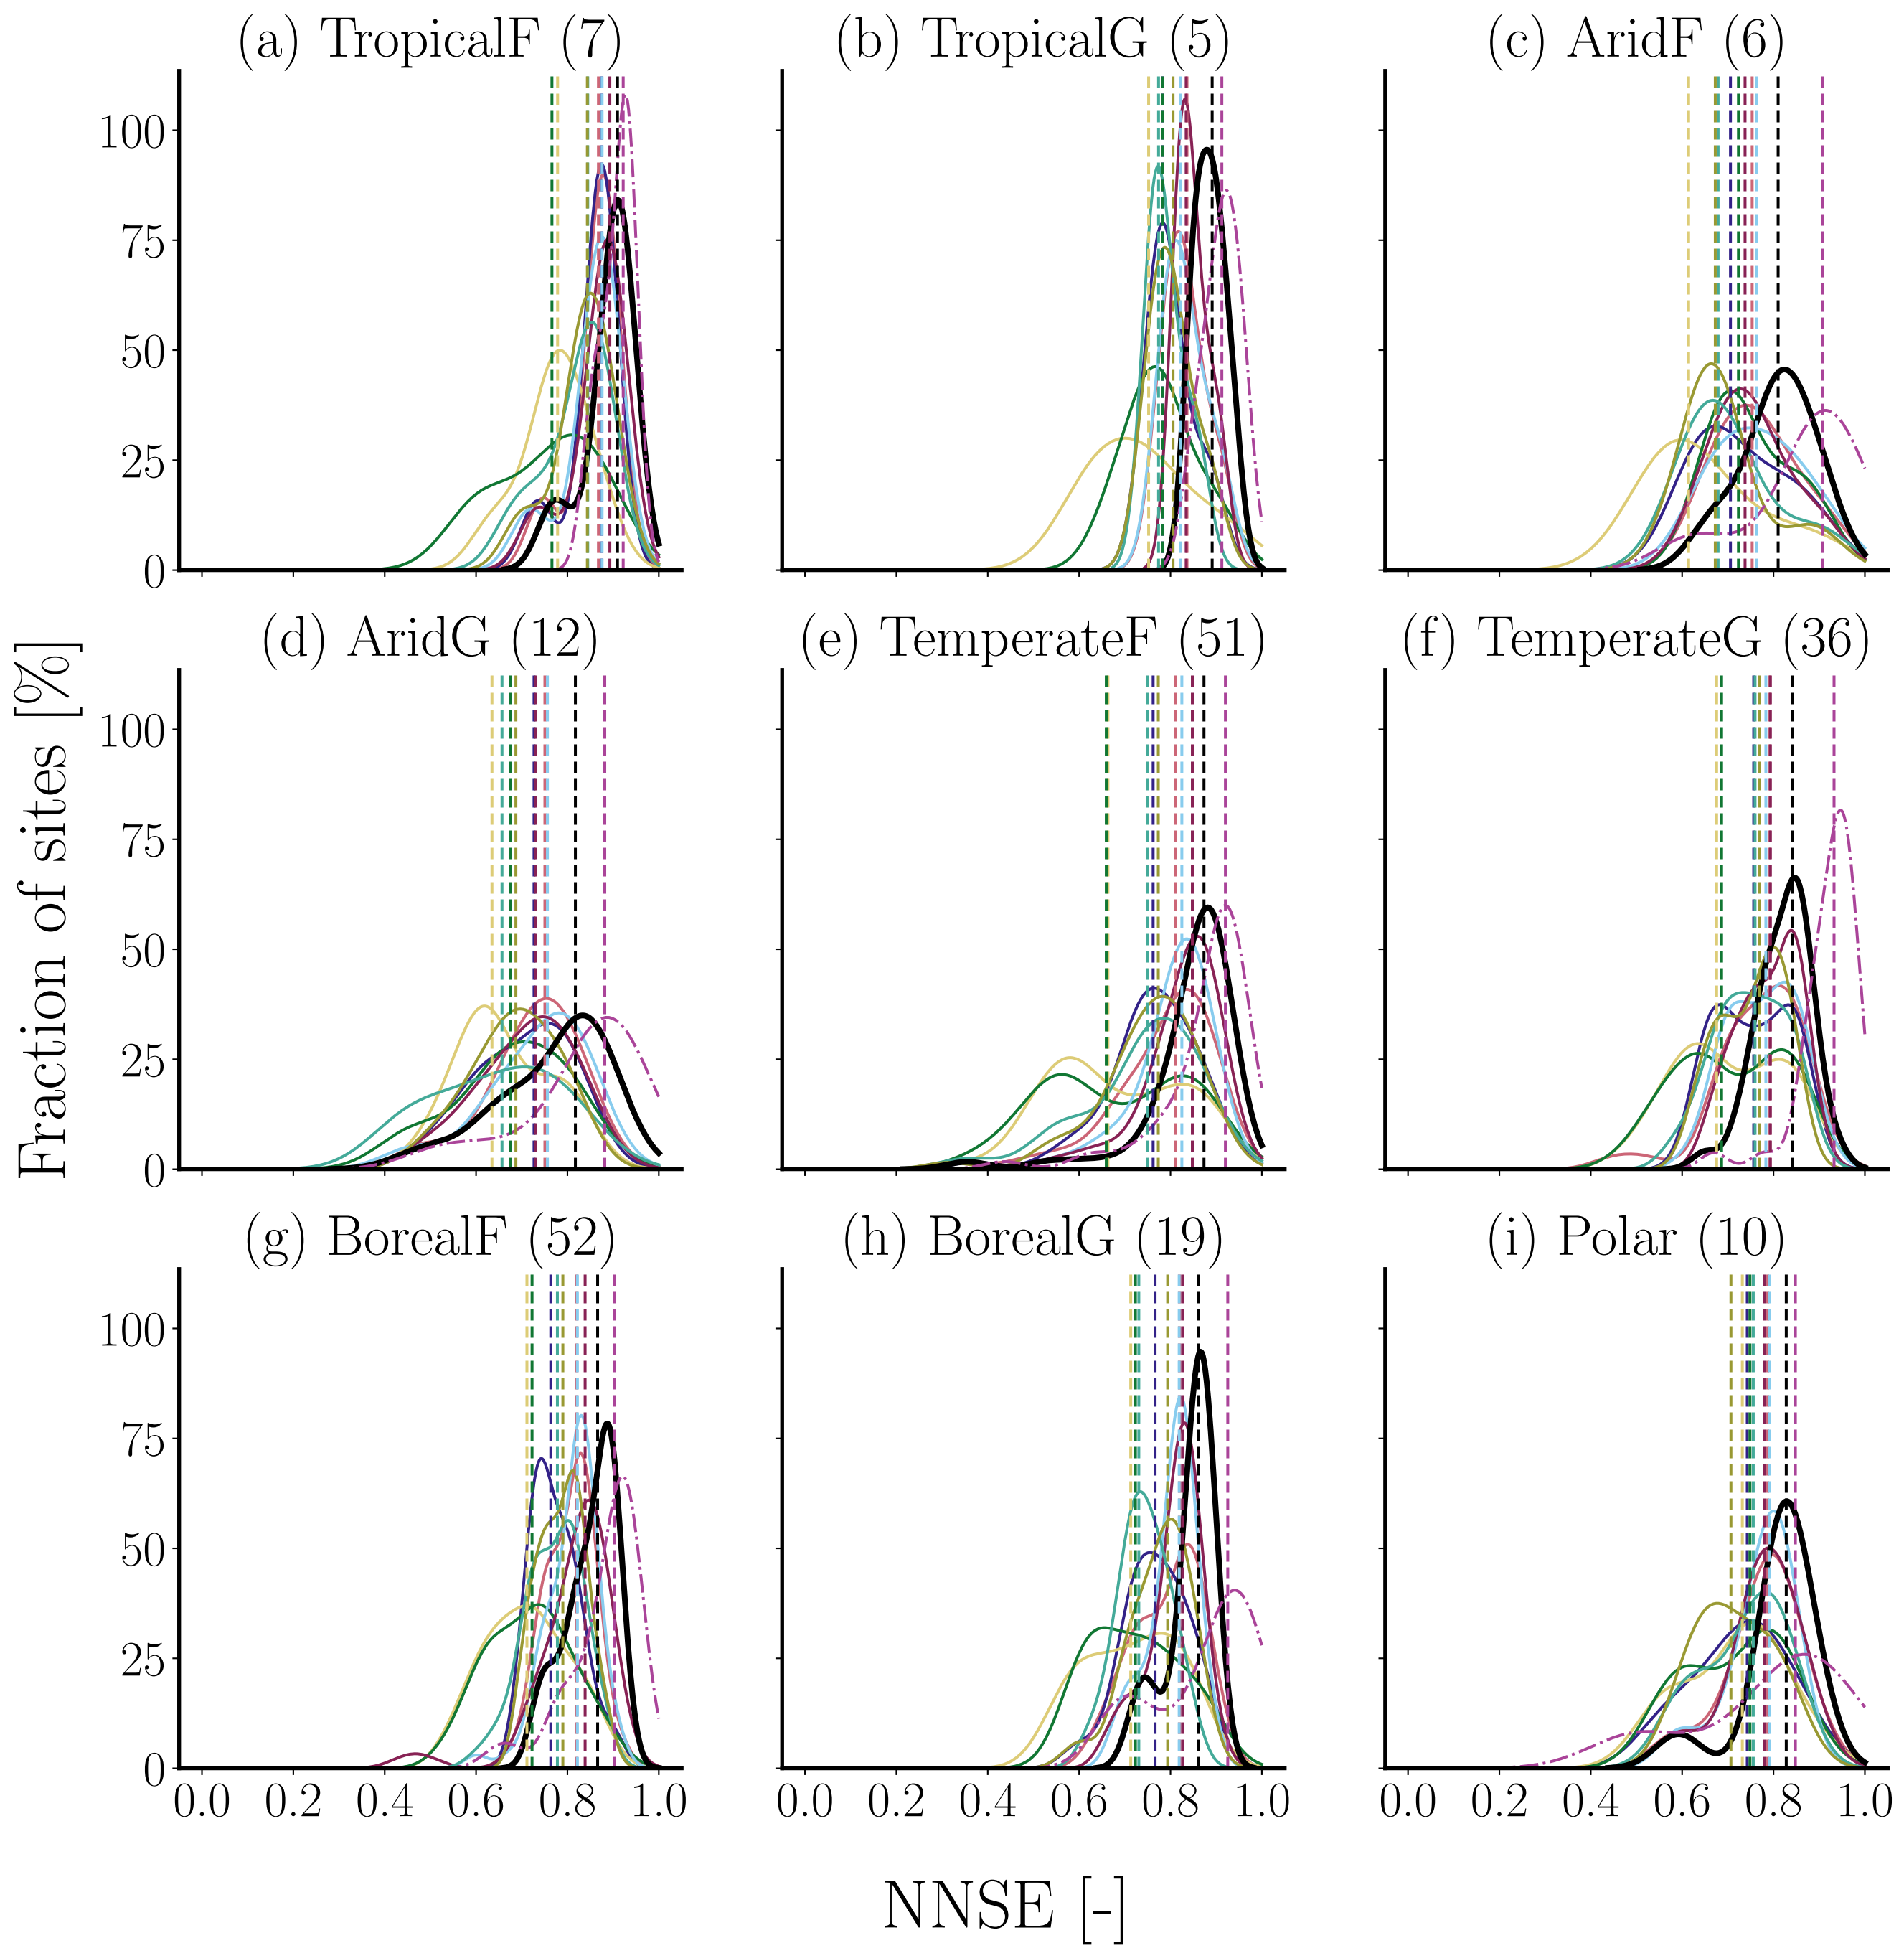 (a) TropicalF (7)
(b) TropicalG (5)
(c) AridF (6)
100
75
50
25
0
(d) AridG (12)
(e) TemperateF (51)
(f) TemperateG (36)
Fraction of sites [%]
100
75
50
25
0
(g) BorealF (52)
(h) BorealG (19)
(i) Polar (10)
100
75
50
25
0
0.0 0.2 0.4 0.6 0.8 1.0
0.0 0.2 0.4 0.6 0.8 1.0
0.0 0.2 0.4 0.6 0.8 1.0
NNSE [-]